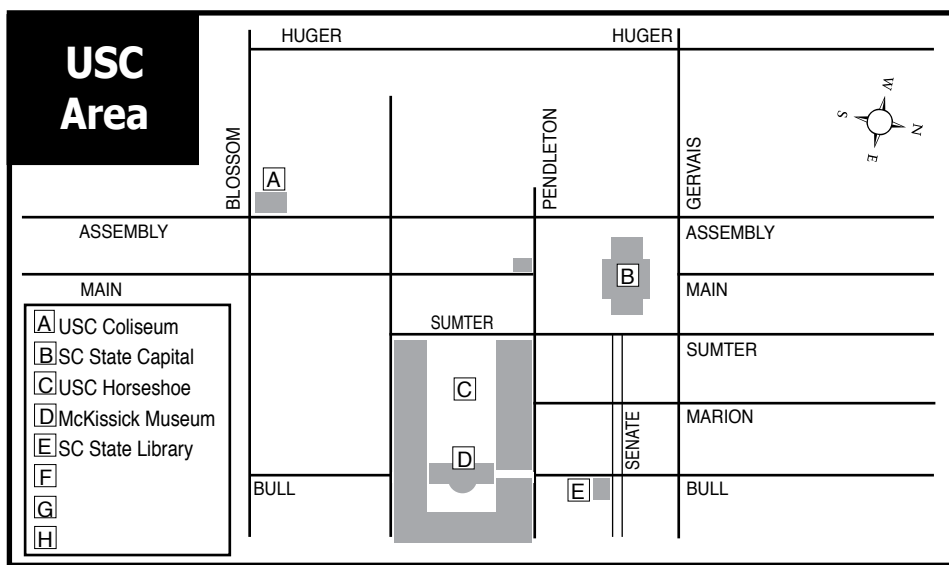 USC
Area
HUGER
HUGER
BLOSSOM
PENDLETON
GERVAIS
W
N
S
E
A
ASSEMBLY
ASSEMBLY
B
MAIN
MAIN
SUMTER
SUMTER
C
MARION
SENATE
D
BULL
E
BULL
A USC Coliseum
B SC State Capital
C USC Horseshoe
D McKissick Museum
E SC State Library
F
G
H